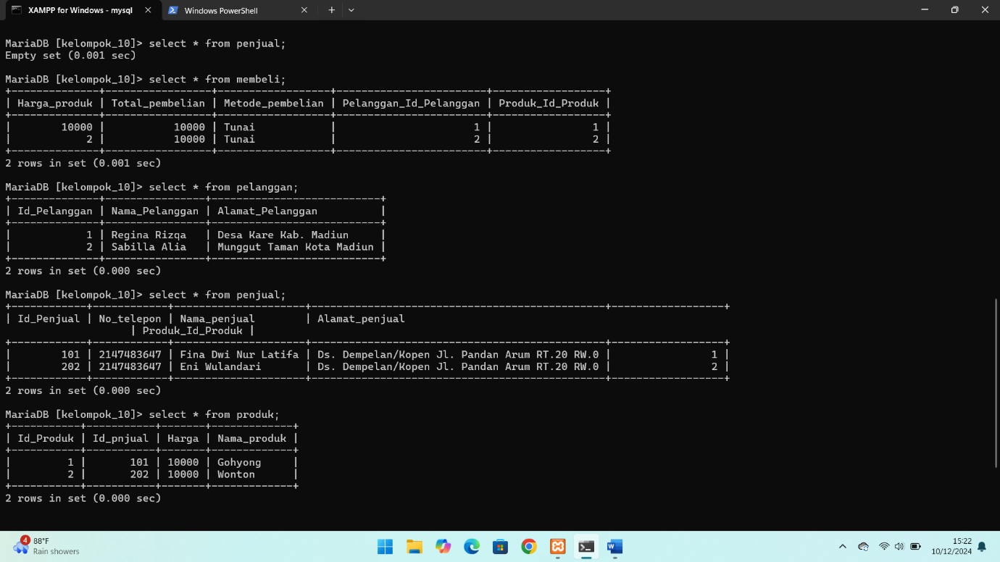 XAMPP for Windows - mysql
Windows PowerShell
MariaDB [kelompok_10]> select * from penjual;
Empty set (0.001 sec)
MariaDB [kelompok_10]> select * from membeli;
+--------------+------------------+------------------+-------------------------+------------------+
| Harga_produk | Total_pembelian | Metode_pembelian | Pelanggan_Id_Pelanggan | Produk_Id_Produk |
+--------------+------------------+------------------+-------------------------+------------------+
| 10000 | 10000 | Tunai | 1 | 1 |
| 2 | 10000 | Tunai | 2 | 2 |
+--------------+------------------+------------------+-------------------------+------------------+
2 rows in set (0.001 sec)
MariaDB [kelompok_10]> select * from pelanggan;
+--------------+----------------+---------------------------+
| Id_Pelanggan | Nama_Pelanggan | Alamat_Pelanggan |
+--------------+----------------+---------------------------+
| 1 | Regina Rizqa | Desa Kare Kab. Madiun |
| 2 | Sabilla Alia | Munggut Taman Kota Madiun |
+--------------+----------------+---------------------------+
2 rows in set (0.000 sec)
MariaDB [kelompok_10]> select * from penjual;
+------------+------------+----------------------+-----------------------------------------------+------------------+
| Id_Penjual | No_telepon | Nama_penjual | Alamat_penjual
| Produk_Id_Produk |
+------------+------------+----------------------+-----------------------------------------------+------------------+
| 101 | 2147483647 | Fina Dwi Nur Latifa | Ds. Dempelan/Kopen Jl. Pandan Arum RT.20 RW.0 | 1 |
| 202 | 2147483647 | Eni Wulandari | Ds. Dempelan/Kopen Jl. Pandan Arum RT.20 RW.0 | 2 |
+------------+------------+----------------------+-----------------------------------------------+------------------+
2 rows in set (0.000 sec)
MariaDB [kelompok_10]> select * from produk;
+-----------+-----------+-------+-------------+
| Id_Produk | Id_pnjual | Harga | Nama_produk |
+-----------+-----------+-------+-------------+
| 1 | 101 | 10000 | Gohyong |
| 2 | 202 | 10000 | Wonton |
+-----------+-----------+-------+-------------+
2 rows in set (0.000 sec)
4
88°F
Rain showers
15:22
10/12/2024